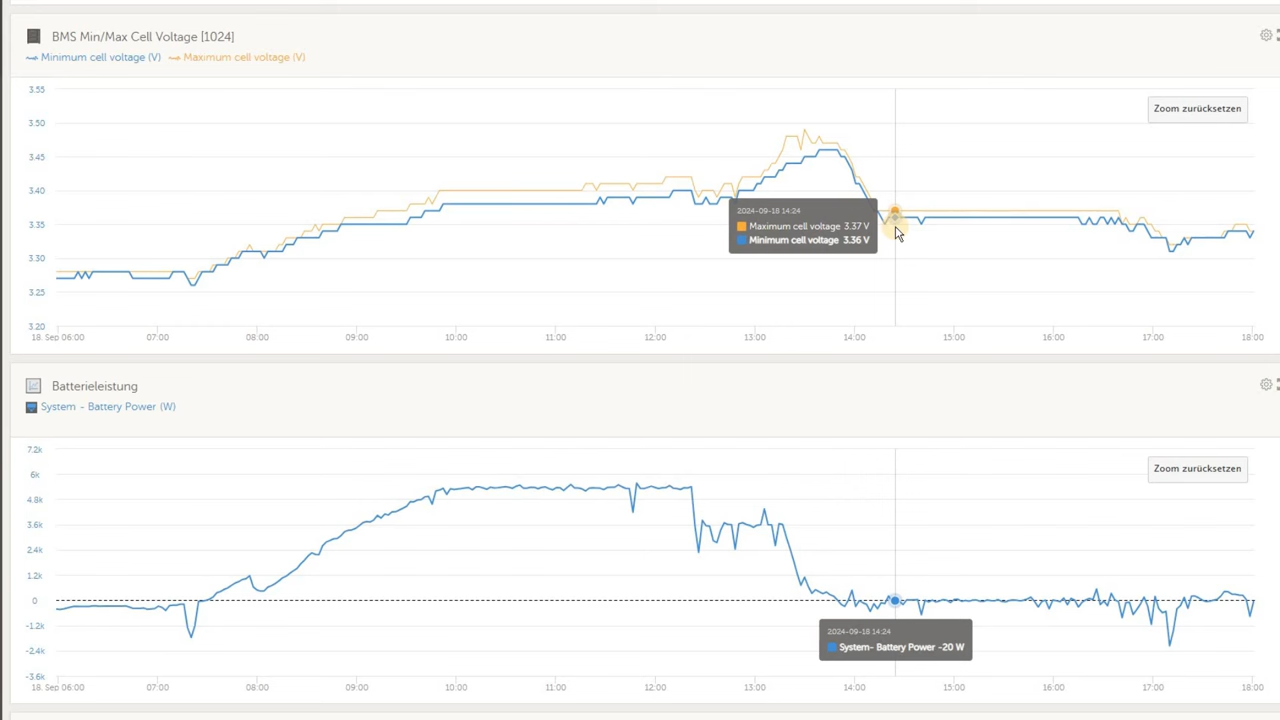 BMS Min/Max Cell Voltage [1024]
Minimum cell voltage (V) Maximum cell voltage (V)
3.55
Zoom zurücksetzen
3.50
3.45
3.40
3.35
3.30
3.25
3.20
2024-09-18 14:24
Maximum cell voltage 3.37 V
Minimum cell voltage 3.36 V
18. Sep 06:00 07:00 08:00 09:00 10:00 11:00 12:00 13:00 14:00 15:00 16:00 17:00 18:00
Batterieleistung
System - Battery Power (W)
7.2k
Zoom zurücksetzen
6k
4.8k
3.6k
2.4k
1.2k
0
-1.2k
-2.4k
-3.6k
2024-09-18 14:24
System- Battery Power -20 W
18. Sep 06:00 07:00 08:00 09:00 10:00 11:00 12:00 13:00 14:00 15:00 16:00 17:00 18:00